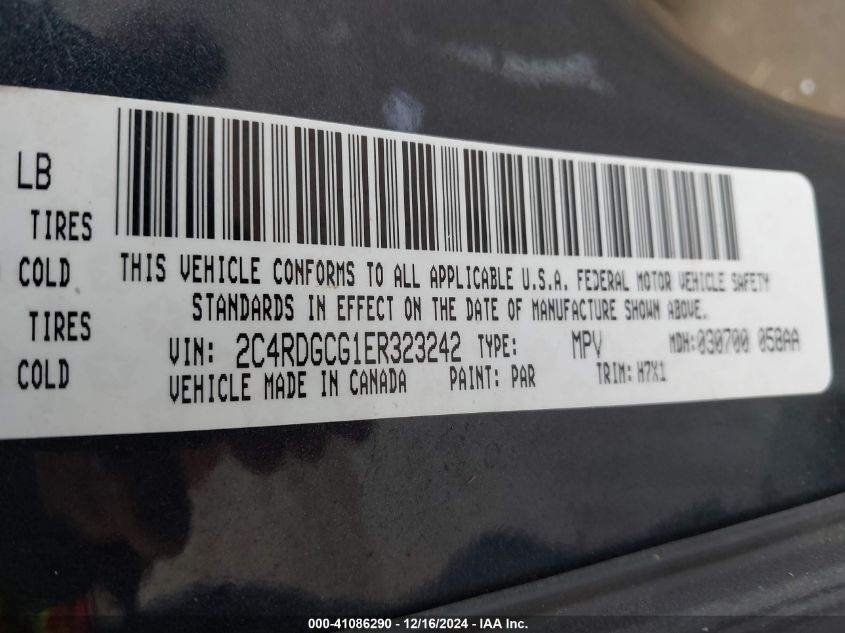 LB
TIRES
COLD
TIRES
COLD
THIS VEHICLE CONFORMS TO ALL APPLICABLE U.S.A. FEDERAL MOTOR VEHICLE SAFETY
STANDARDS IN EFFECT ON THE DATE OF MANUFACTURE SHOWN ABOVE.
VIN: 2C4RDGCG1ER323242 TYPE: MPV MDH: 030700 058AA
VEHICLE MADE IN CANADA PAINT: PAR TRIM: H7X1
000-41086290 - 12/16/2024 - IAA Inc.